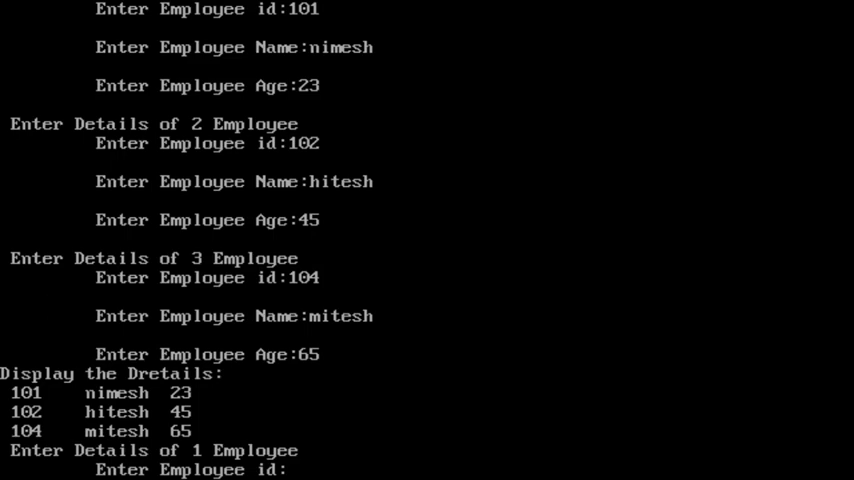 Enter Employee id:101
Enter Employee Name:nimesh
Enter Employee Age:23
Enter Details of 2 Employee
Enter Employee id:102
Enter Employee Name:hitesh
Enter Employee Age:45
Enter Details of 3 Employee
Enter Employee id:104
Enter Employee Name:mitesh
Enter Employee Age:65
Display the Dretails:
101 nimesh 23
102 hitesh 45
104 mitesh 65
Enter Details of 1 Employee
Enter Employee id: